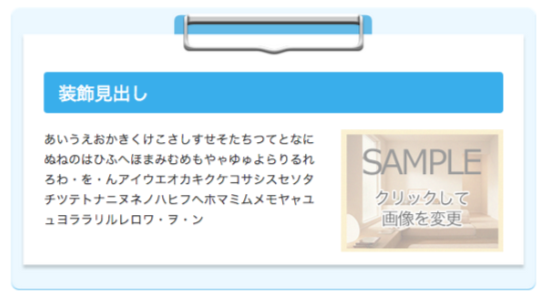 装飾見出し
あいうえおかきくけこさしすせそたちつてとなに
ぬねのはひふへほまみむめもやゃゆゅよらりるれ
ろわ・を・んアイウエオカキクケコサシスセソタ
チツテトナニヌネノハヒフヘホマミムメモヤャユ
ュヨララリルレロワ・ヲ・ン
SAMPLE
クリックして
画像を変更